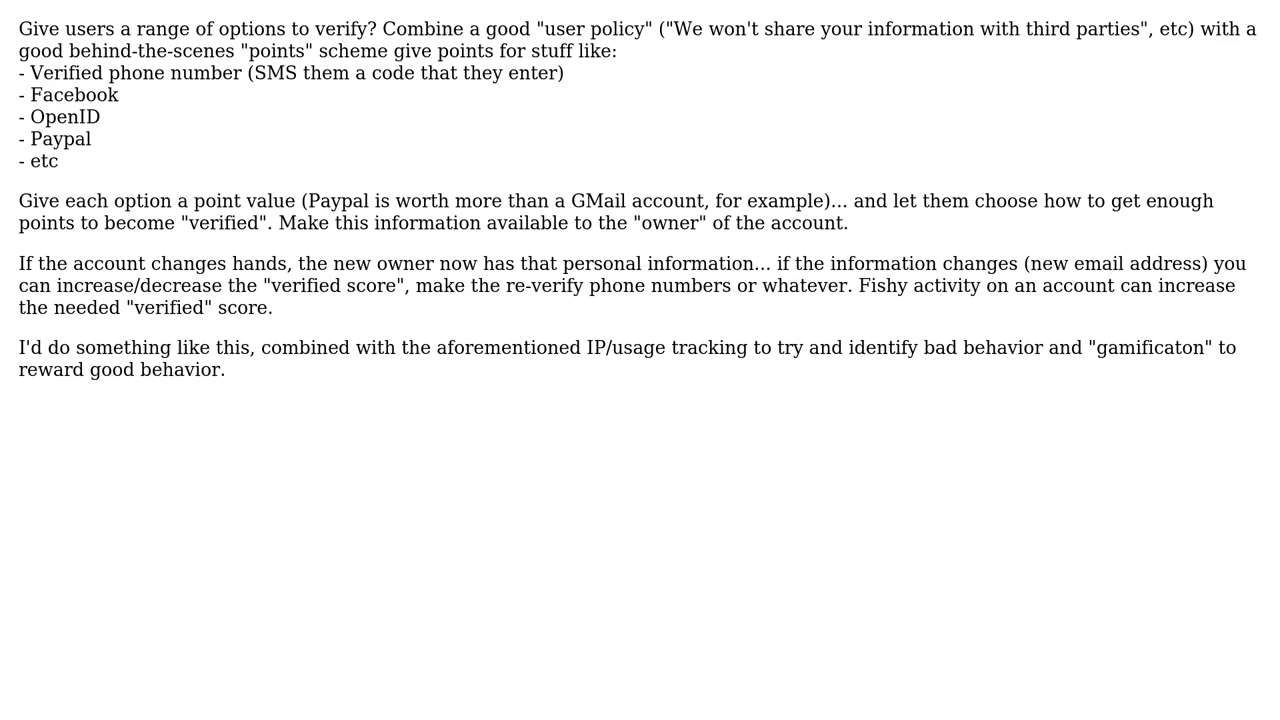 Give users a range of options to verify? Combine a good "user policy" ("We won't share your information with third parties", etc) with a
good behind-the-scenes "points" scheme give points for stuff like:
- Verified phone number (SMS them a code that they enter)
- Facebook
- OpenID
- Paypal
- etc
Give each option a point value (Paypal is worth more than a GMail account, for example)... and let them choose how to get enough
points to become "verified". Make this information available to the "owner" of the account.
If the account changes hands, the new owner now has that personal information... if the information changes (new email address) you
can increase/decrease the "verified score", make the re-verify phone numbers or whatever. Fishy activity on an account can increase
the needed "verified" score.
I'd do something like this, combined with the aforementioned IP/usage tracking to try and identify bad behavior and "gamificaton" to
reward good behavior.